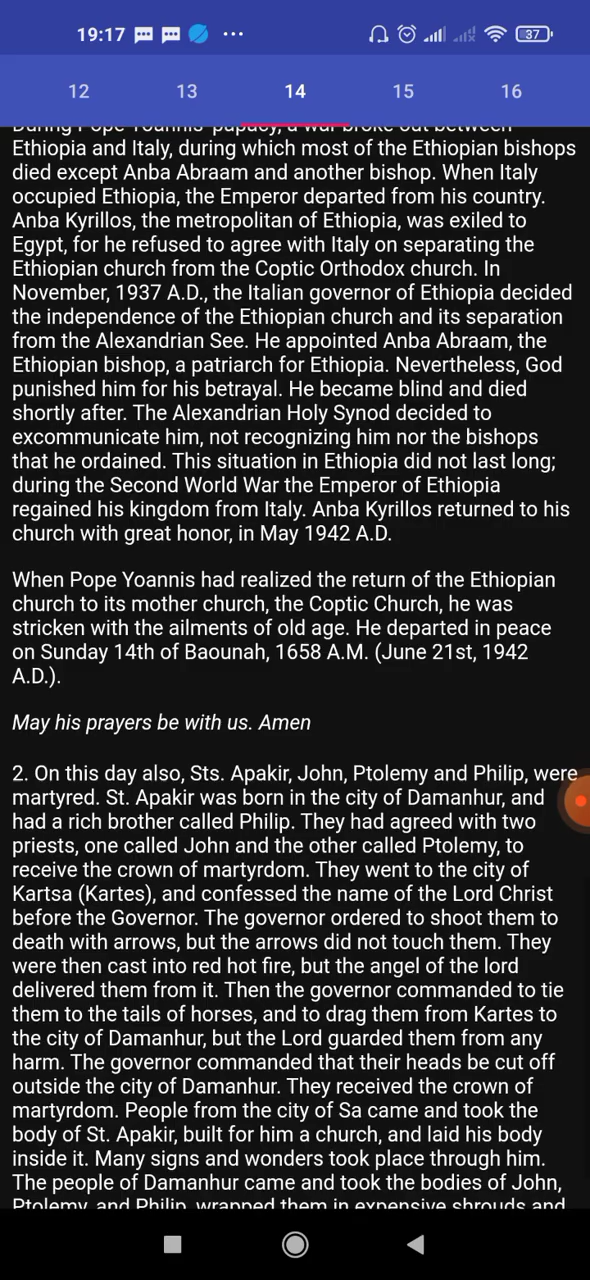 19:17
37
12 13 14 15 16
During Pope Yoannis' papacy, a war broke out between
Ethiopia and Italy, during which most of the Ethiopian bishops
died except Anba Abraam and another bishop. When Italy
occupied Ethiopia, the Emperor departed from his country.
Anba Kyrillos, the metropolitan of Ethiopia, was exiled to
Egypt, for he refused to agree with Italy on separating the
Ethiopian church from the Coptic Orthodox church. In
November, 1937 A.D., the Italian governor of Ethiopia decided
the independence of the Ethiopian church and its separation
from the Alexandrian See. He appointed Anba Abraam, the
Ethiopian bishop, a patriarch for Ethiopia. Nevertheless, God
punished him for his betrayal. He became blind and died
shortly after. The Alexandrian Holy Synod decided to
excommunicate him, not recognizing him nor the bishops
that he ordained. This situation in Ethiopia did not last long;
during the Second World War the Emperor of Ethiopia
regained his kingdom from Italy. Anba Kyrillos returned to his
church with great honor, in May 1942 A.D.
When Pope Yoannis had realized the return of the Ethiopian
church to its mother church, the Coptic Church, he was
stricken with the ailments of old age. He departed in peace
on Sunday 14th of Baounah, 1658 A.M. (June 21st, 1942
A.D.).
May his prayers be with us. Amen
2. On this day also, Sts. Apakir, John, Ptolemy and Philip, were
martyred. St. Apakir was born in the city of Damanhur, and
had a rich brother called Philip. They had agreed with two
priests, one called John and the other called Ptolemy, to
receive the crown of martyrdom. They went to the city of
Kartsa (Kartes), and confessed the name of the Lord Christ
before the Governor. The governor ordered to shoot them to
death with arrows, but the arrows did not touch them. They
were then cast into red hot fire, but the angel of the lord
delivered them from it. Then the governor commanded to tie
them to the tails of horses, and to drag them from Kartes to
the city of Damanhur, but the Lord guarded them from any
harm. The governor commanded that their heads be cut off
outside the city of Damanhur. They received the crown of
martyrdom. People from the city of Sa came and took the
body of St. Apakir, built for him a church, and laid his body
inside it. Many signs and wonders took place through him.
The people of Damanhur came and took the bodies of John,
Ptolemy, and Philip, wrapped them in expensive shrouds and